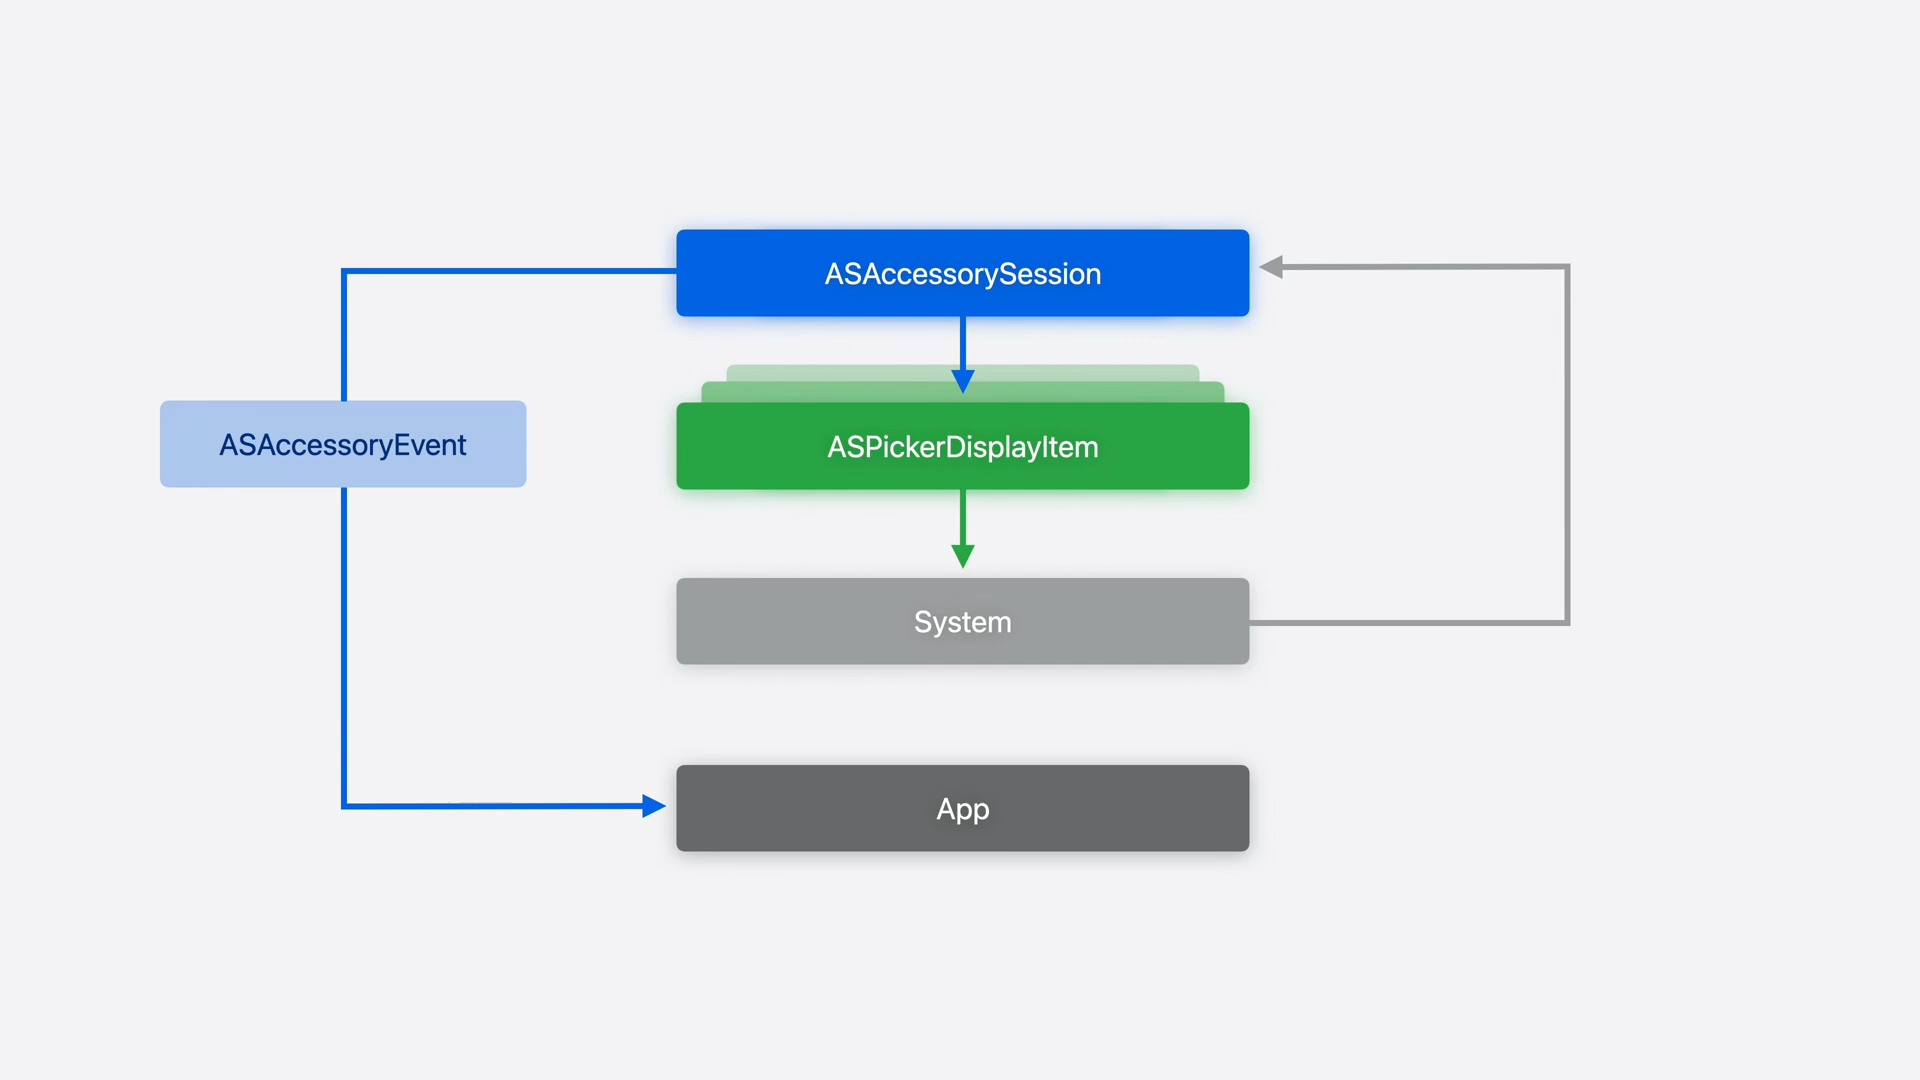 ASAccessorySession
ASAccessoryEvent
ASPickerDisplayItem
System
App